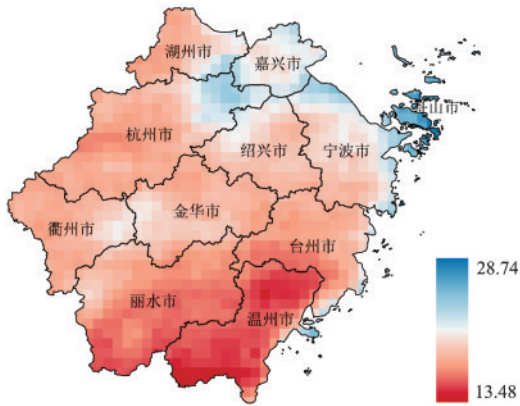 湖州市
嘉兴市
舟山市
杭州市
绍兴市
宁波市
衢州市
金华市
台州市
丽水市
温州市
28.74
13.48